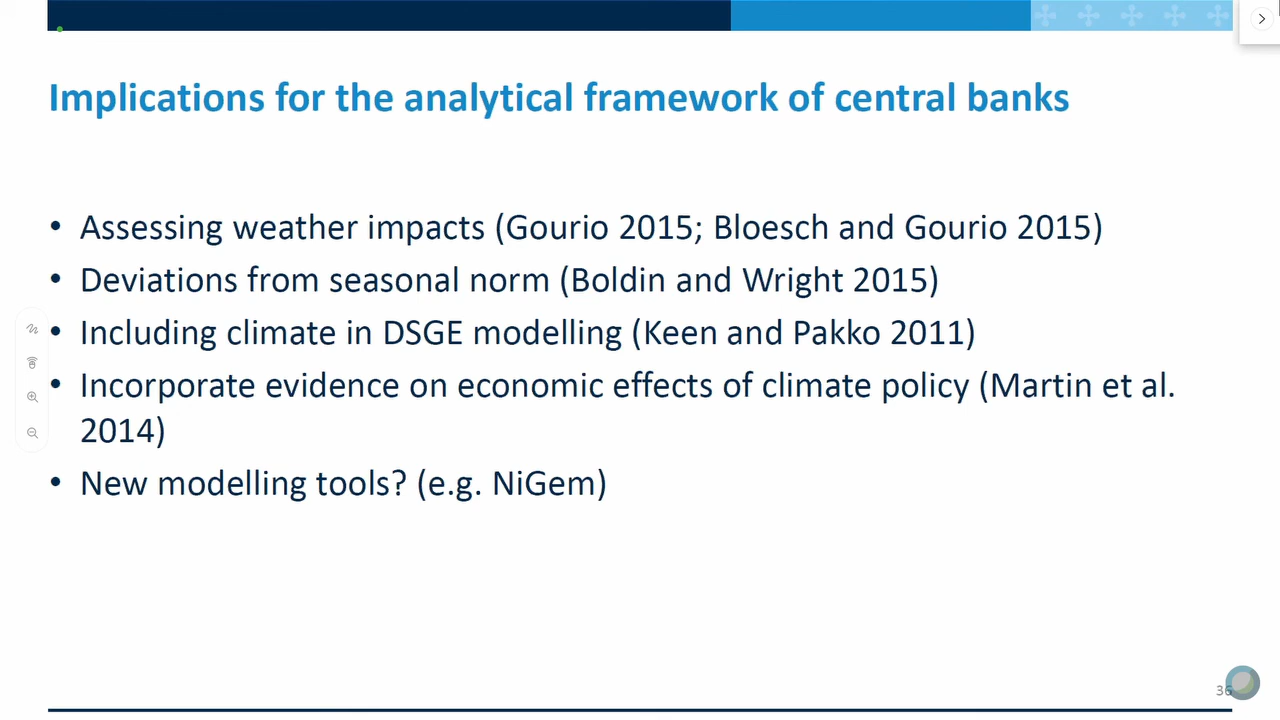 Implications for the analytical framework of central banks
• Assessing weather impacts (Gourio 2015; Bloesch and Gourio 2015)
• Deviations from seasonal norm (Boldin and Wright 2015)
• Including climate in DSGE modelling (Keen and Pakko 2011)
• Incorporate evidence on economic effects of climate policy (Martin et al.
2014)
• New modelling tools? (e.g. NiGem)
36